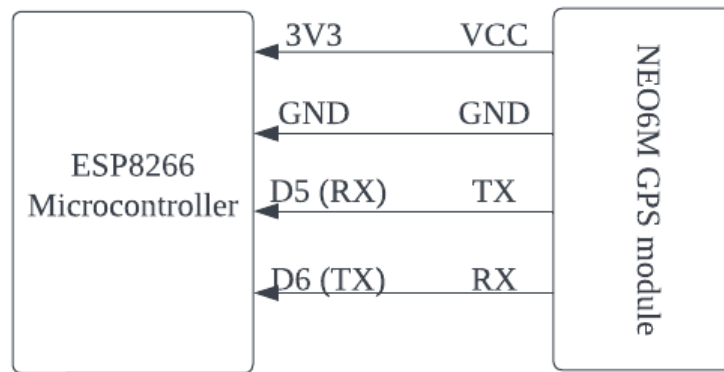 3V3 VCC
GND GND
ESP8266
Microcontroller
D5 (RX) TX
D6 (TX) RX
NEO6M GPS module